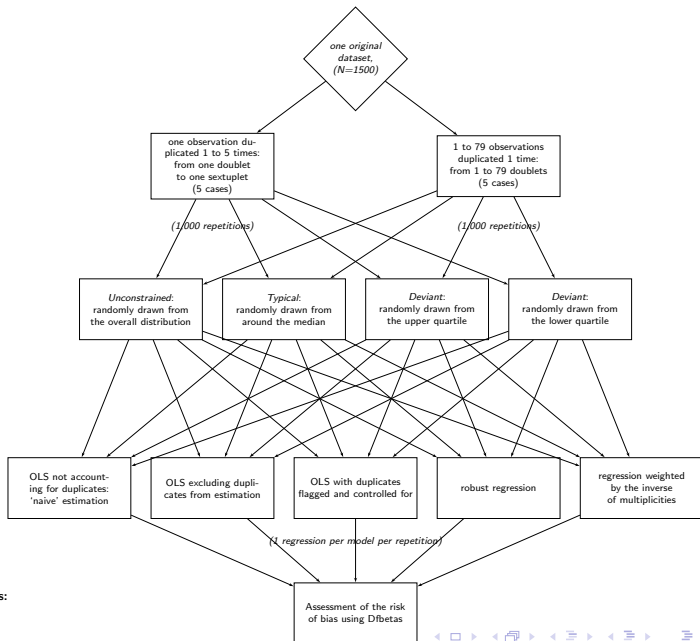 one original
dataset,
(N=1500)
one observation du-
plicated 1 to 5 times:
from one doublet
to one sextuplet
(5 cases)
1 to 79 observations
duplicated 1 time:
from 1 to 79 doublets
(5 cases)
(1,000 repetitions)
(1,000 repetitions)
Unconstrained:
randomly drawn from
the overall distribution
Typical:
randomly drawn from
around the median
Deviant:
randomly drawn from
the upper quartile
Deviant:
randomly drawn from
the lower quartile
OLS not account-
ing for duplicates:
‘naive’ estimation
OLS excluding dupli-
cates from estimation
OLS with duplicates
flagged and controlled for
robust regression
regression weighted
by the inverse
of multiplicities
(1 regression per model per repetition)
s:
Assessment of the risk
of bias using Dfbetas